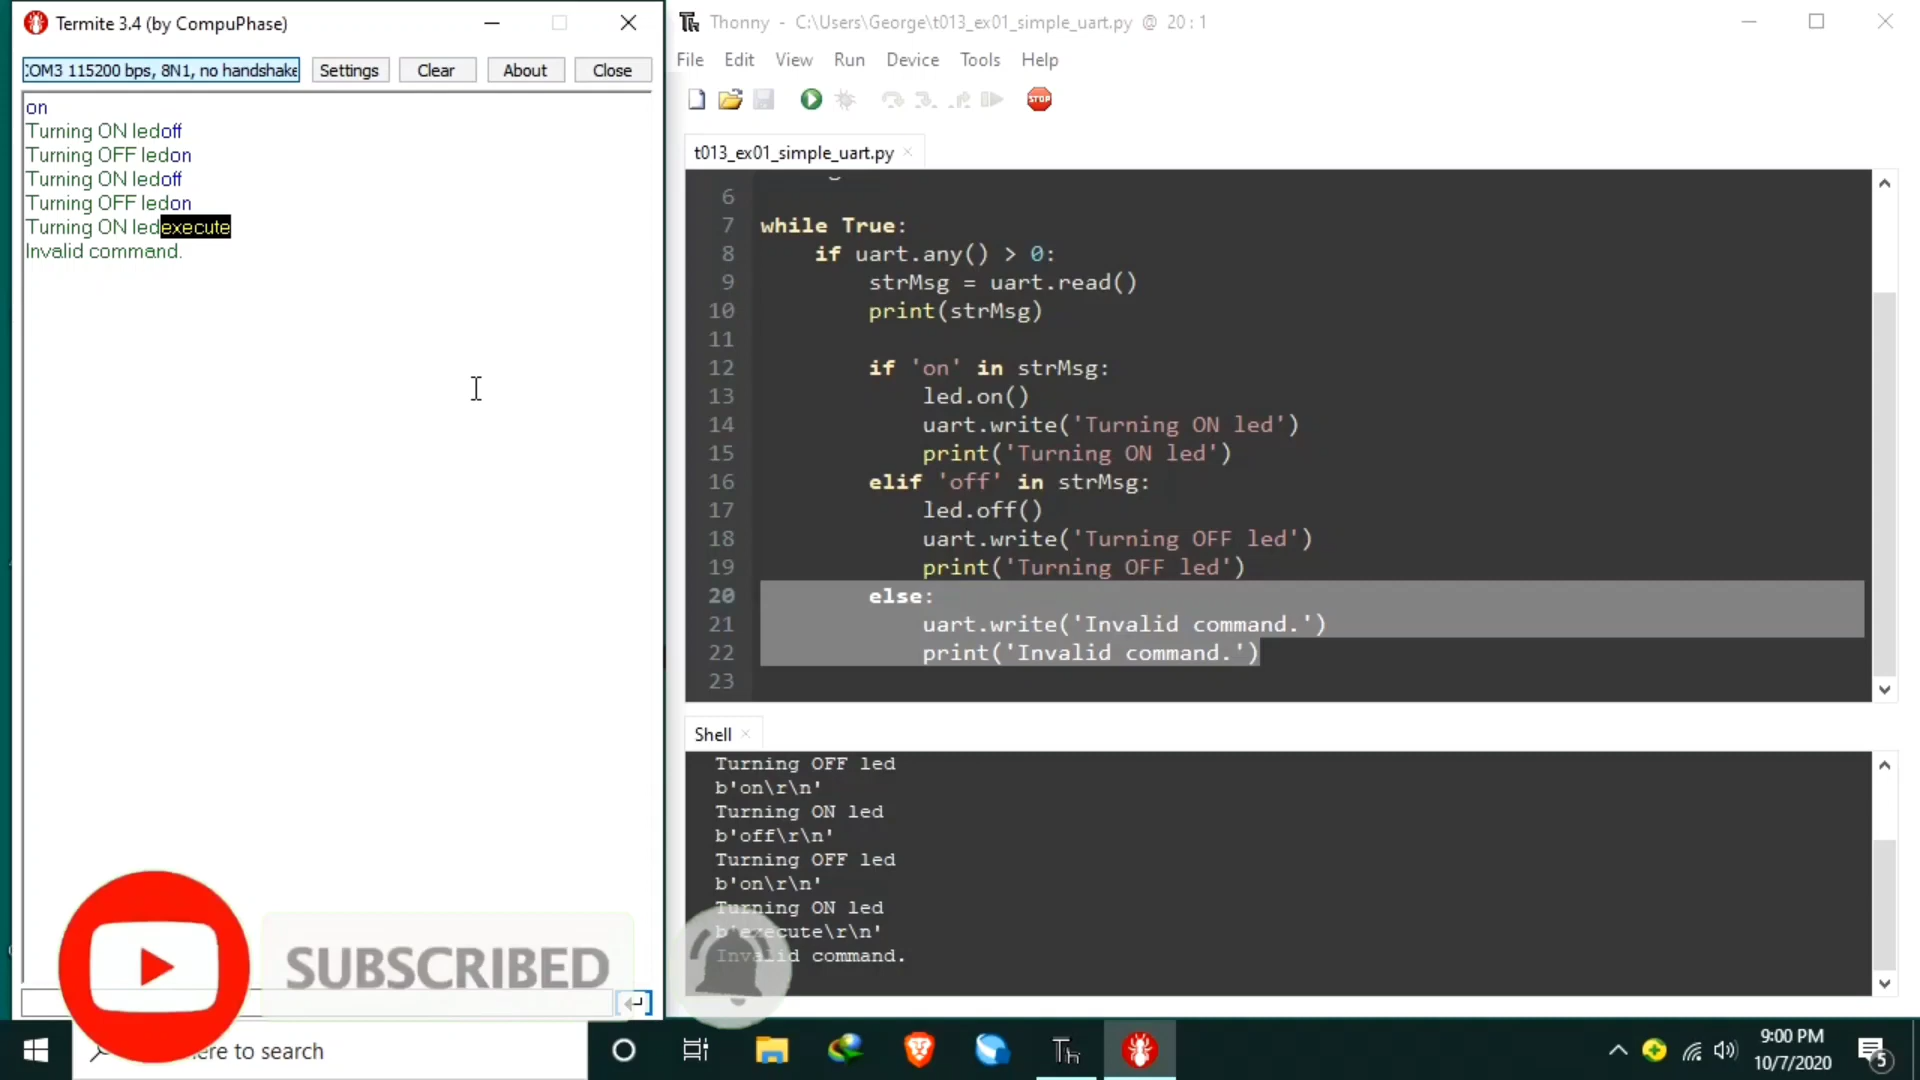 Termite 3.4 (by CompuPhase)
COM3 115200 bps, 8N1, no handshake
Settings
Clear
About
Close
on
Turning ON ledoff
Turning OFF ledon
Turning ON ledoff
Turning OFF ledon
Turning ON ledexecute
Invalid command.
Thonny - C:\Users\George\t013_ex01_simple_uart.py @ 20 : 1
File Edit View Run Device Tools Help
STOP
t013_ex01_simple_uart.py
6
7 while True:
8 if uart.any() > 0:
9 strMsg = uart.read()
10 print(strMsg)
11
12 if 'on' in strMsg:
13 led.on()
14 uart.write('Turning ON led')
15 print('Turning ON led')
16 elif 'off' in strMsg:
17 led.off()
18 uart.write('Turning OFF led')
19 print('Turning OFF led')
20 else:
21 uart.write('Invalid command.')
22 print('Invalid command.')
23
Shell
Turning OFF led
b'on\r\n'
Turning ON led
b'off\r\n'
Turning OFF led
b'on\r\n'
Turning ON led
b'execute\r\n'
Invalid command.
SUBSCRIBED
ere to search
Th
9:00 PM
10/7/2020
5